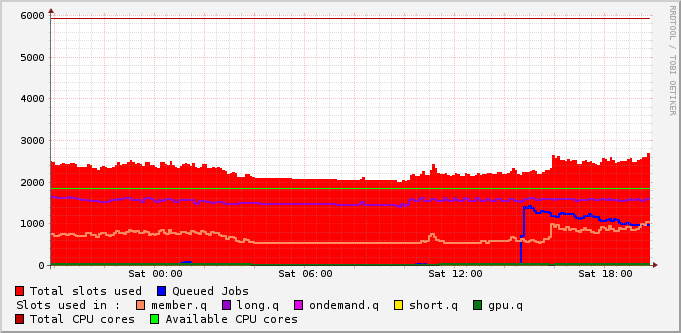 RRDTOOL / TOBI OETIKER
6000
5000
4000
3000
2000
1000
0
Sat 00:00 Sat 06:00 Sat 12:00 Sat 18:00
Total slots used Queued Jobs
Slots used in : member.q long.q ondemand.q short.q gpu.q
Total CPU cores Available CPU cores